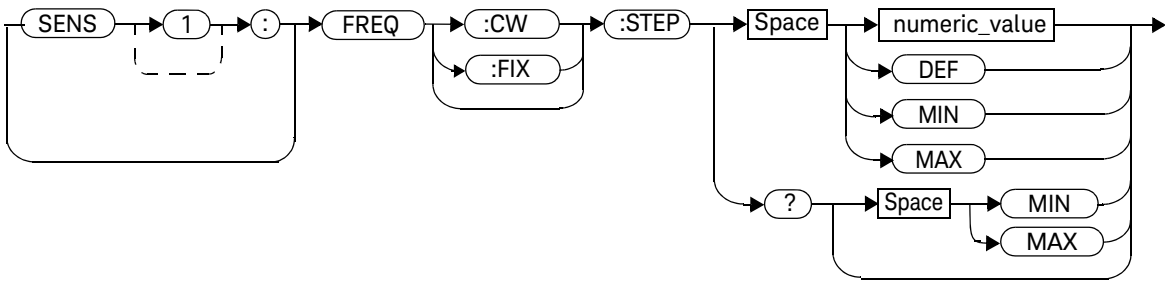 SENS 1 : FREQ :CW :STEP Space numeric_value
:FIX DEF
MIN
MAX
? Space MIN
MAX